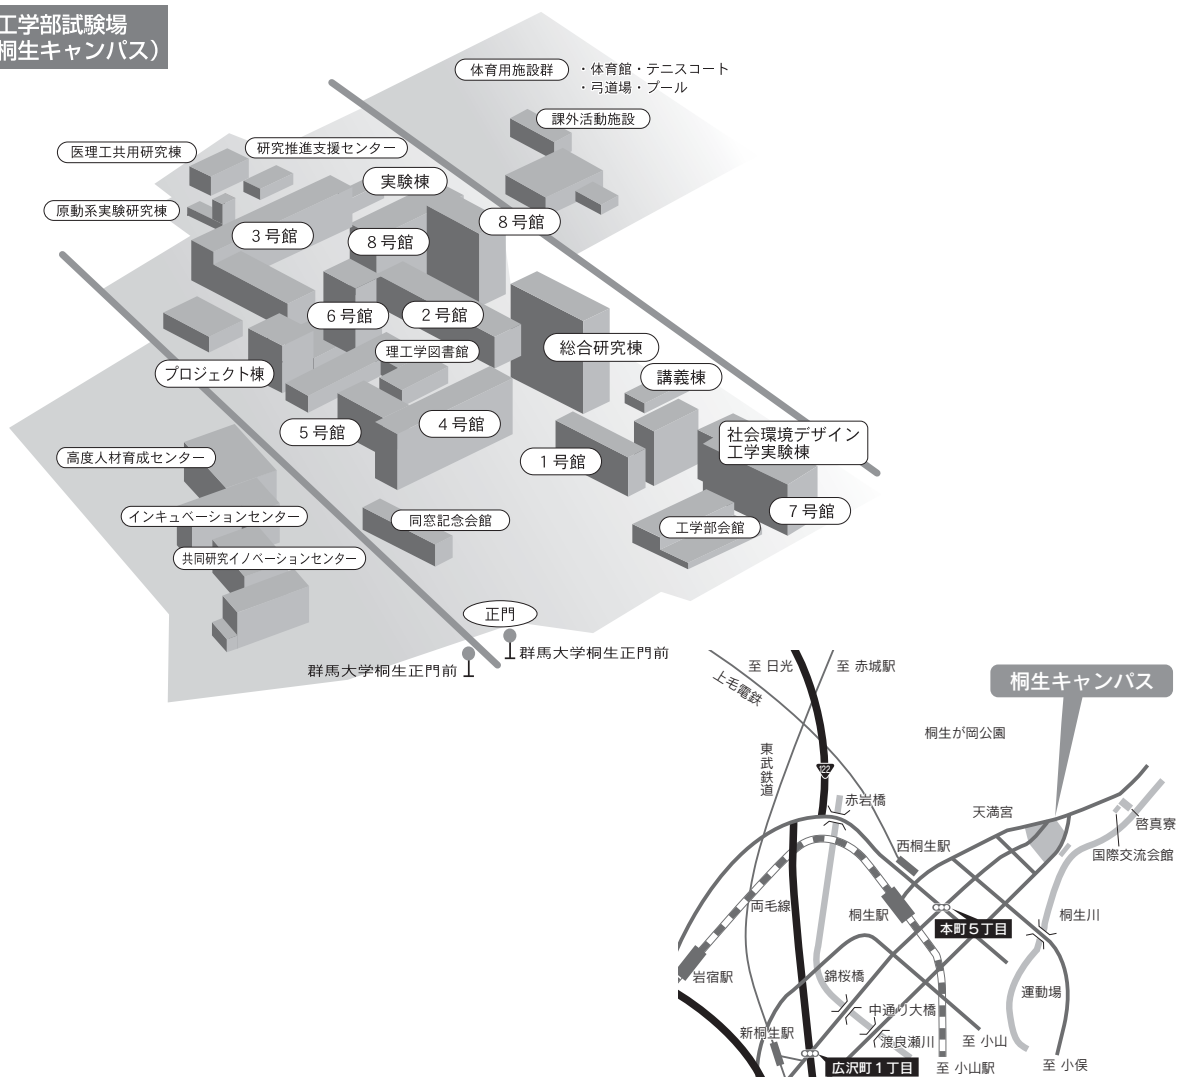 工学部試験場
桐生キャンパス）
体育用施設群
・体育館・テニスコート
・弓道場・プール
課外活動施設
医理工共用研究棟
研究推進支援センター
実験棟
原動系実験研究棟
3号館
8号館
8号館
6号館
2号館
理工学図書館
総合研究棟
プロジェクト棟
講義棟
5号館
4号館
1号館
社会環境デザイン
工学実験棟
高度人材育成センター
7号館
インキュベーションセンター
同窓記念会館
工学部会館
共同研究イノベーションセンター
正門
群馬大学桐生正門前
群馬大学桐生正門前
至 日光
至 赤城駅
上毛電鉄
桐生キャンパス
桐生が岡公園
東武鉄道
122
赤岩橋
天満宮
啓真寮
国際交流会館
西桐生駅
両毛線
桐生駅
本町5丁目
桐生川
岩宿駅
錦桜橋
運動場
中通り大橋
新桐生駅
渡良瀬川
至 小山
広沢町1丁目
至 小山駅
至 小俣